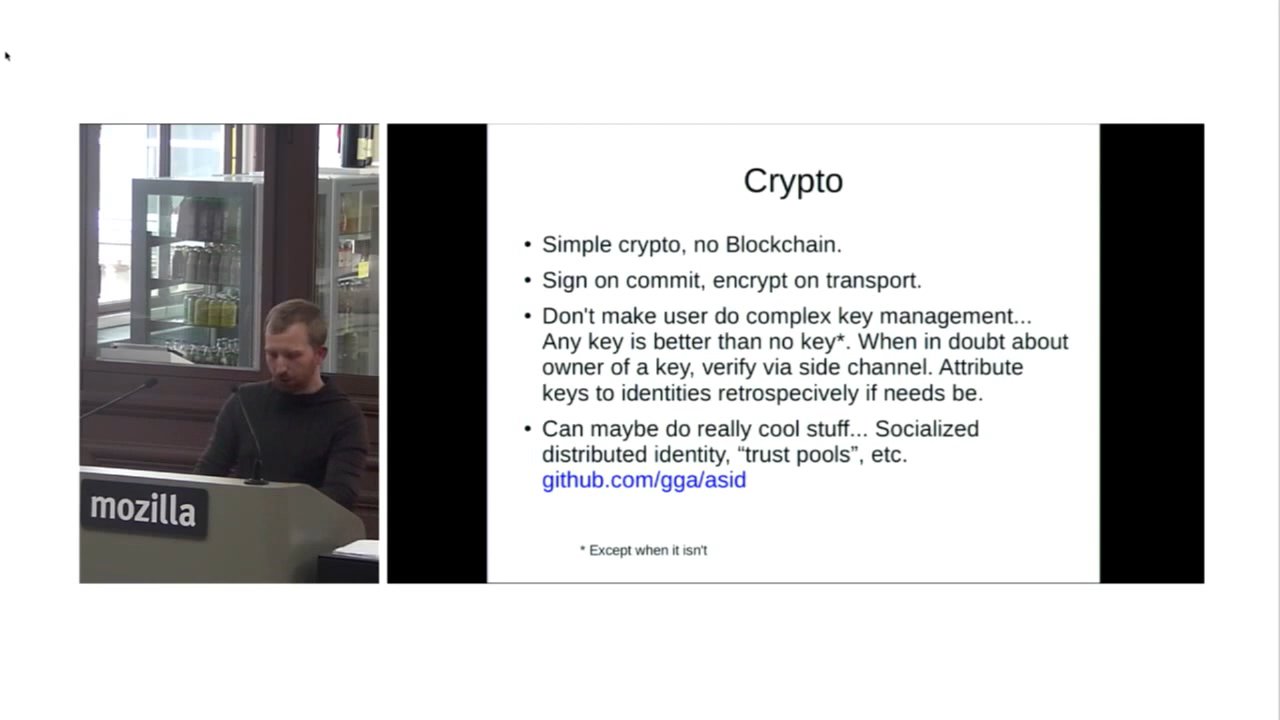 mozilla
Crypto
• Simple crypto, no Blockchain.
• Sign on commit, encrypt on transport.
• Don't make user do complex key management...
Any key is better than no key*. When in doubt about
owner of a key, verify via side channel. Attribute
keys to identities retrospecively if needs be.
• Can maybe do really cool stuff... Socialized
distributed identity, “trust pools”, etc.
github.com/gga/asid
* Except when it isn't